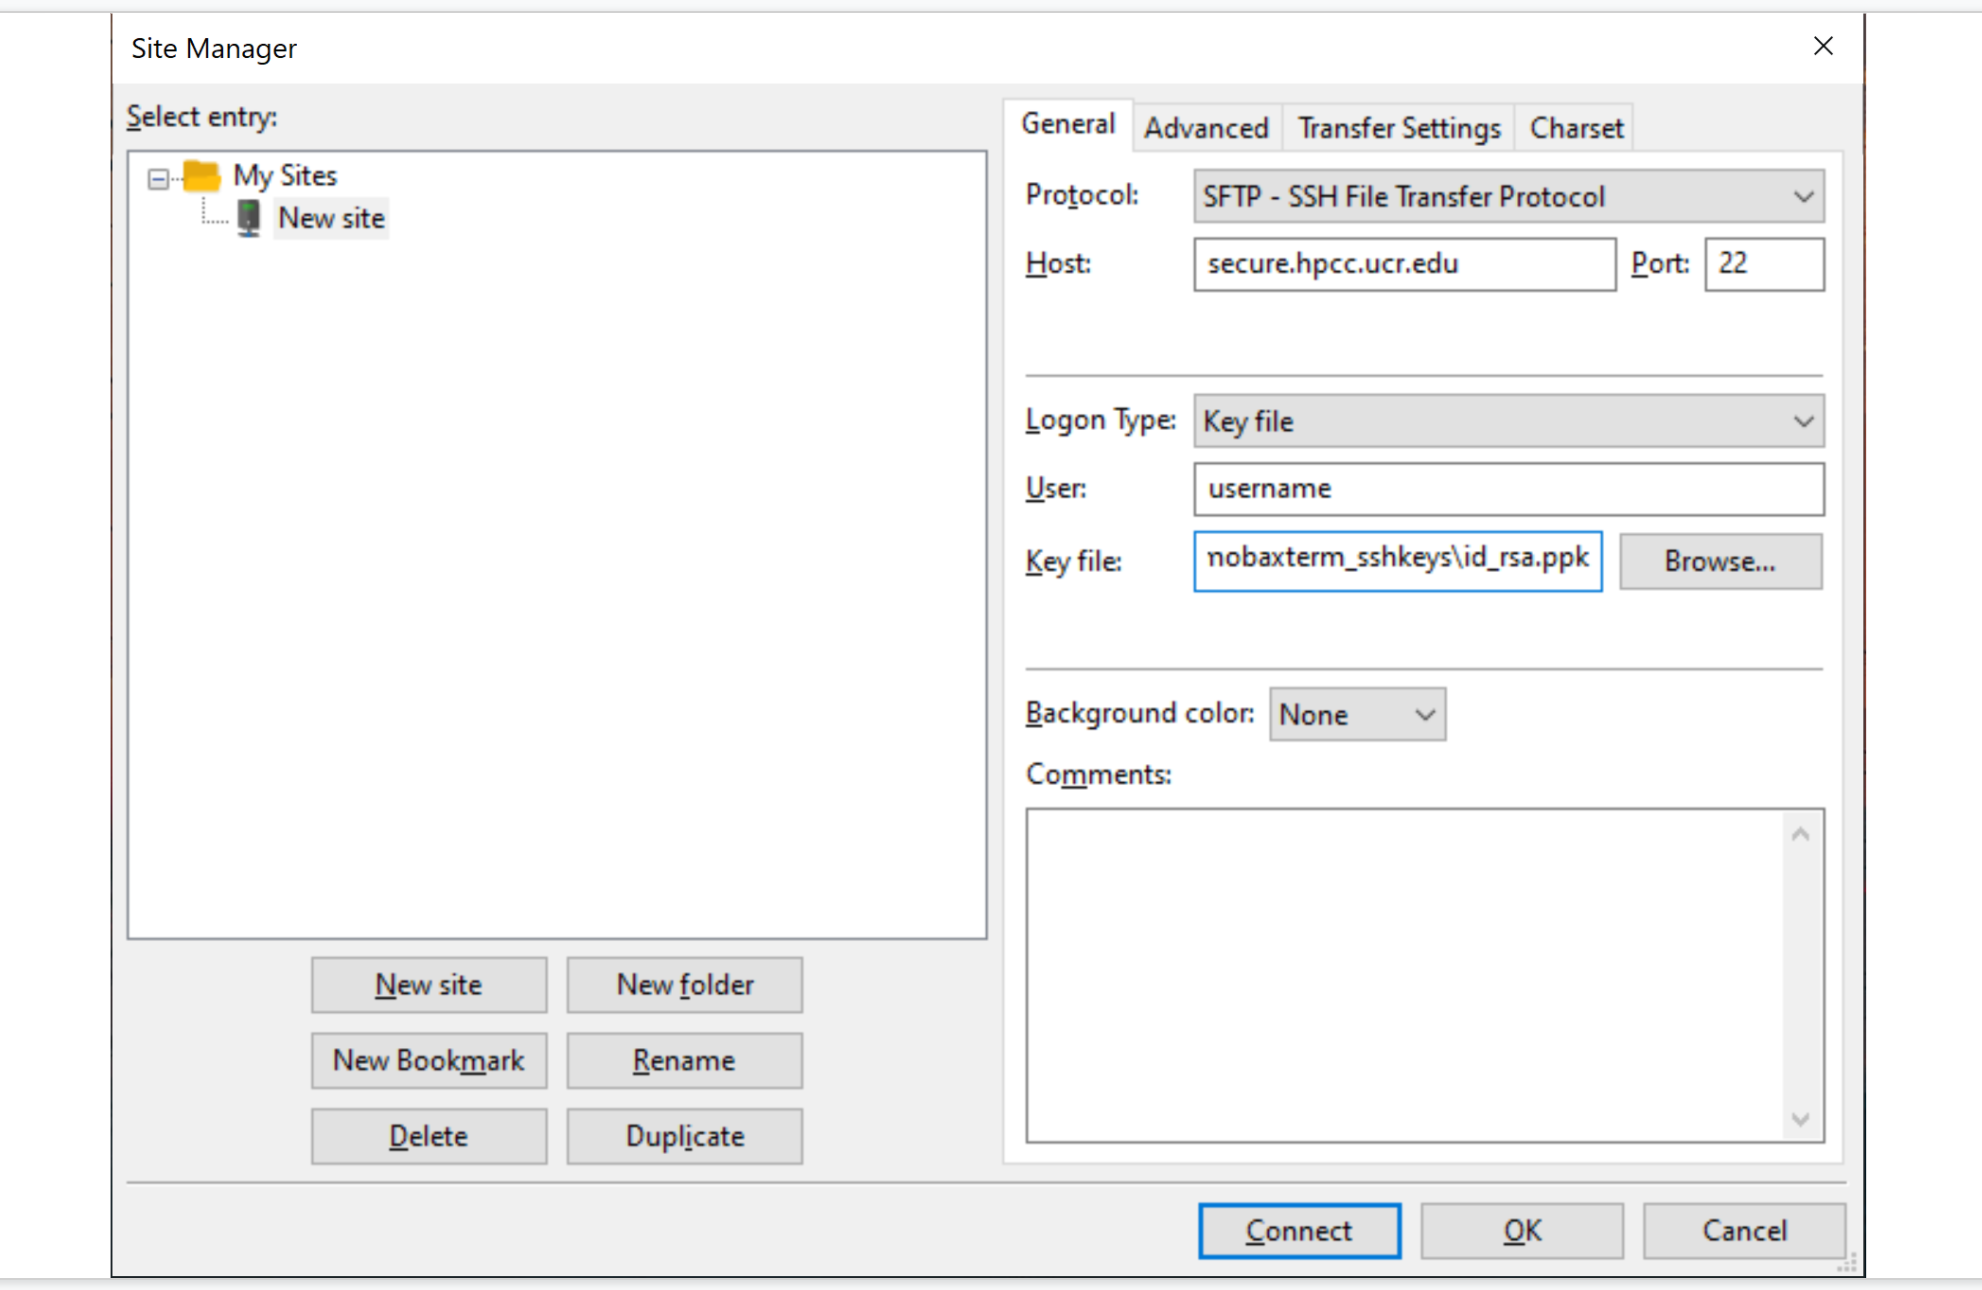 Site Manager
Select entry:
My Sites
New site
New site
New folder
New Bookmark
Rename
Delete
Duplicate
General
Advanced
Transfer Settings
Charset
Protocol:
SFTP - SSH File Transfer Protocol
Host:
secure.hpcc.ucr.edu
Port:
22
Logon Type:
Key file
User:
username
Key file:
nobaxterm_sshkeys\id_rsa.ppk
Browse...
Background color:
None
Comments:
Connect
OK
Cancel